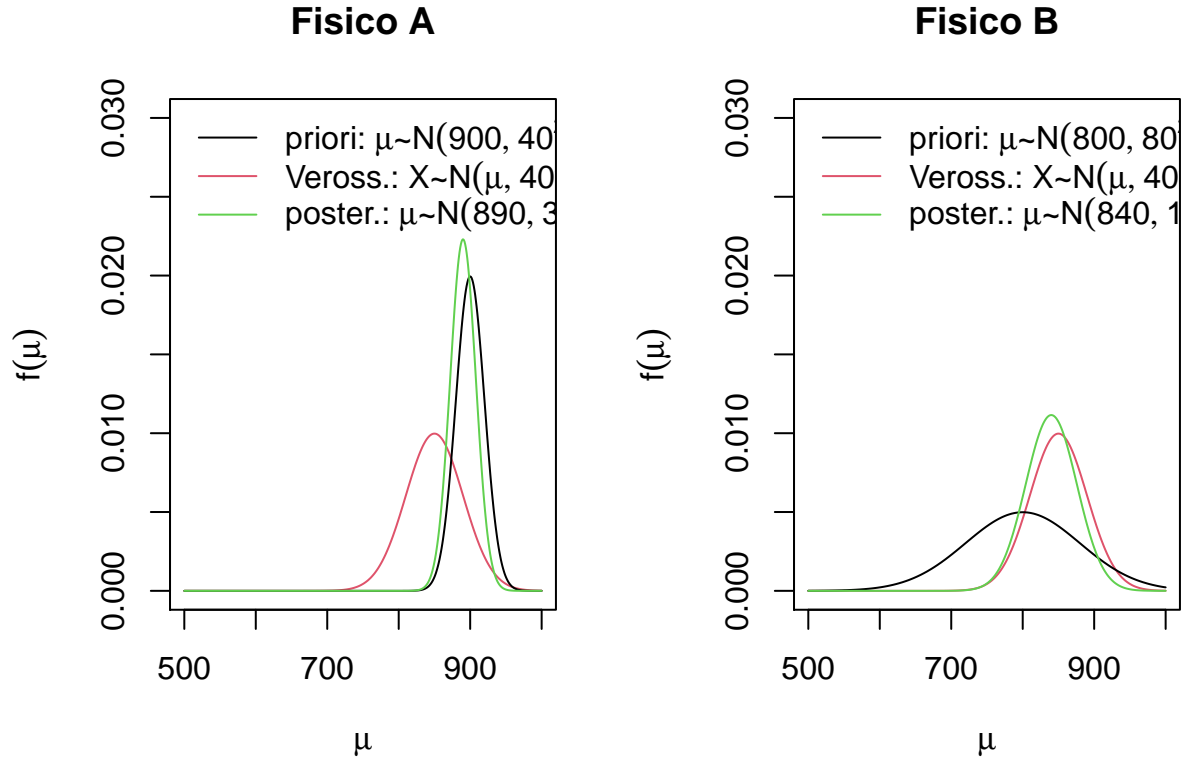 Fisico A
0.030
0.020
0.010
0.000
f(μ)
priori: μ~N(900, 40
Veross.: X~N(μ, 40
poster.: μ~N(890, 3
500 700 900
μ
Fisico B
0.030
0.020
0.010
0.000
f(μ)
priori: μ~N(800, 80
Veross.: X~N(μ, 40
poster.: μ~N(840, 1
500 700 900
μ